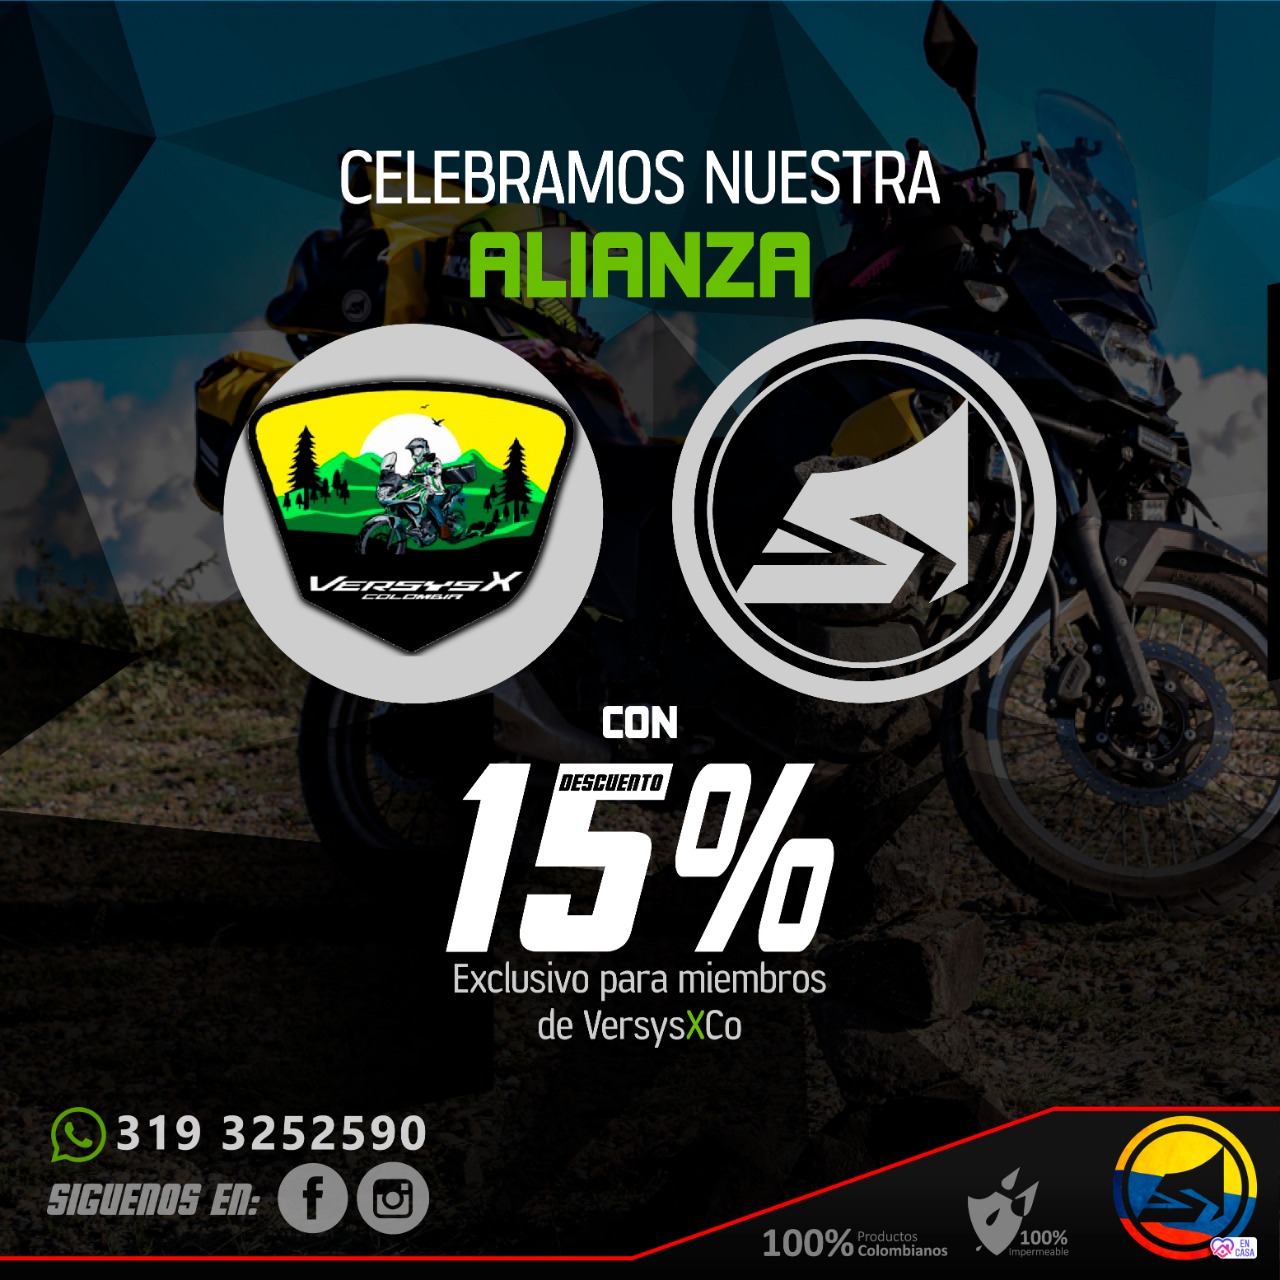 CELEBRAMOS NUESTRA
ALIANZA
VERSYS X
COLOMBIA
CON
DESCUENTO
15%
Exclusivo para miembros
de VersysXCo
319 3252590
SIGUENOS EN:
100% Productos Colombianos
100% Impermeable
EN CASA